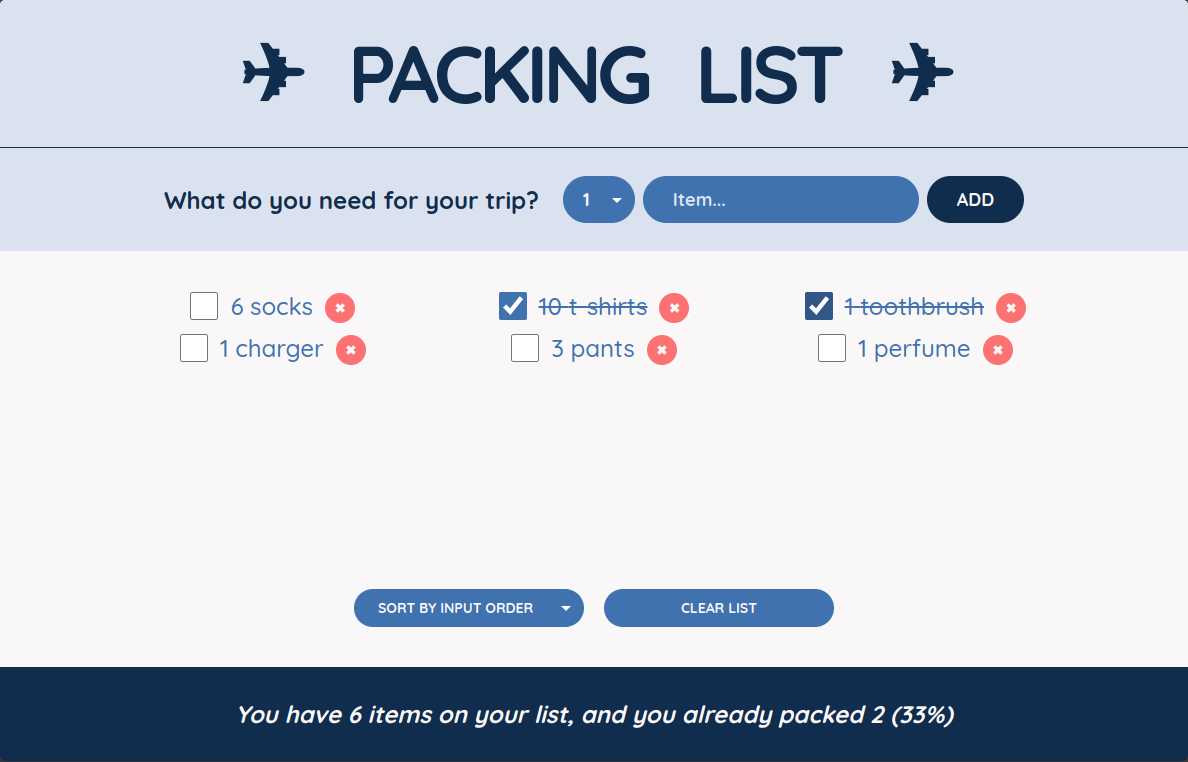 PACKING LIST
What do you need for your trip? 1 Item... ADD
6 socks 10 t-shirts 1 toothbrush
1 charger 3 pants 1 perfume
SORT BY INPUT ORDER CLEAR LIST
You have 6 items on your list, and you already packed 2 (33%)